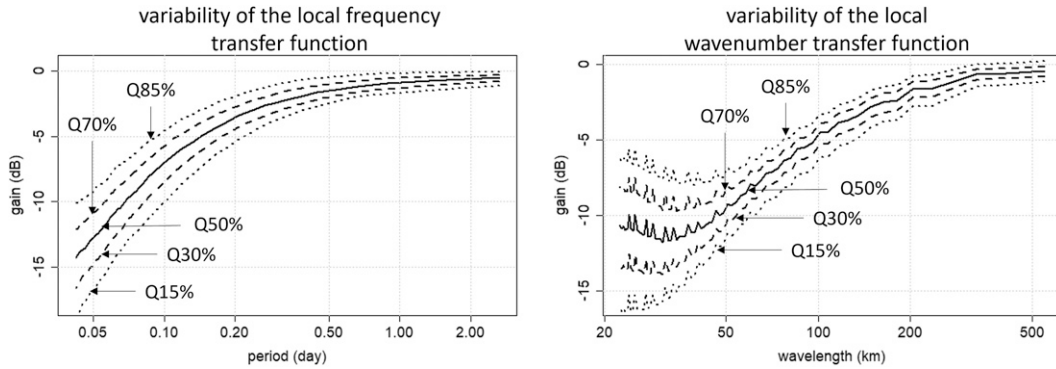 variability of the local frequency
transfer function
0
-5
-10
-15
gain (dB)
Q85%
Q70%
Q50%
Q30%
Q15%
0.05
0.10
0.20
0.50
1.00
2.00
period (day)
variability of the local
wavenumber transfer function
0
-5
-10
-15
gain (dB)
Q85%
Q70%
Q50%
Q30%
Q15%
20
50
100
200
500
wavelength (km)